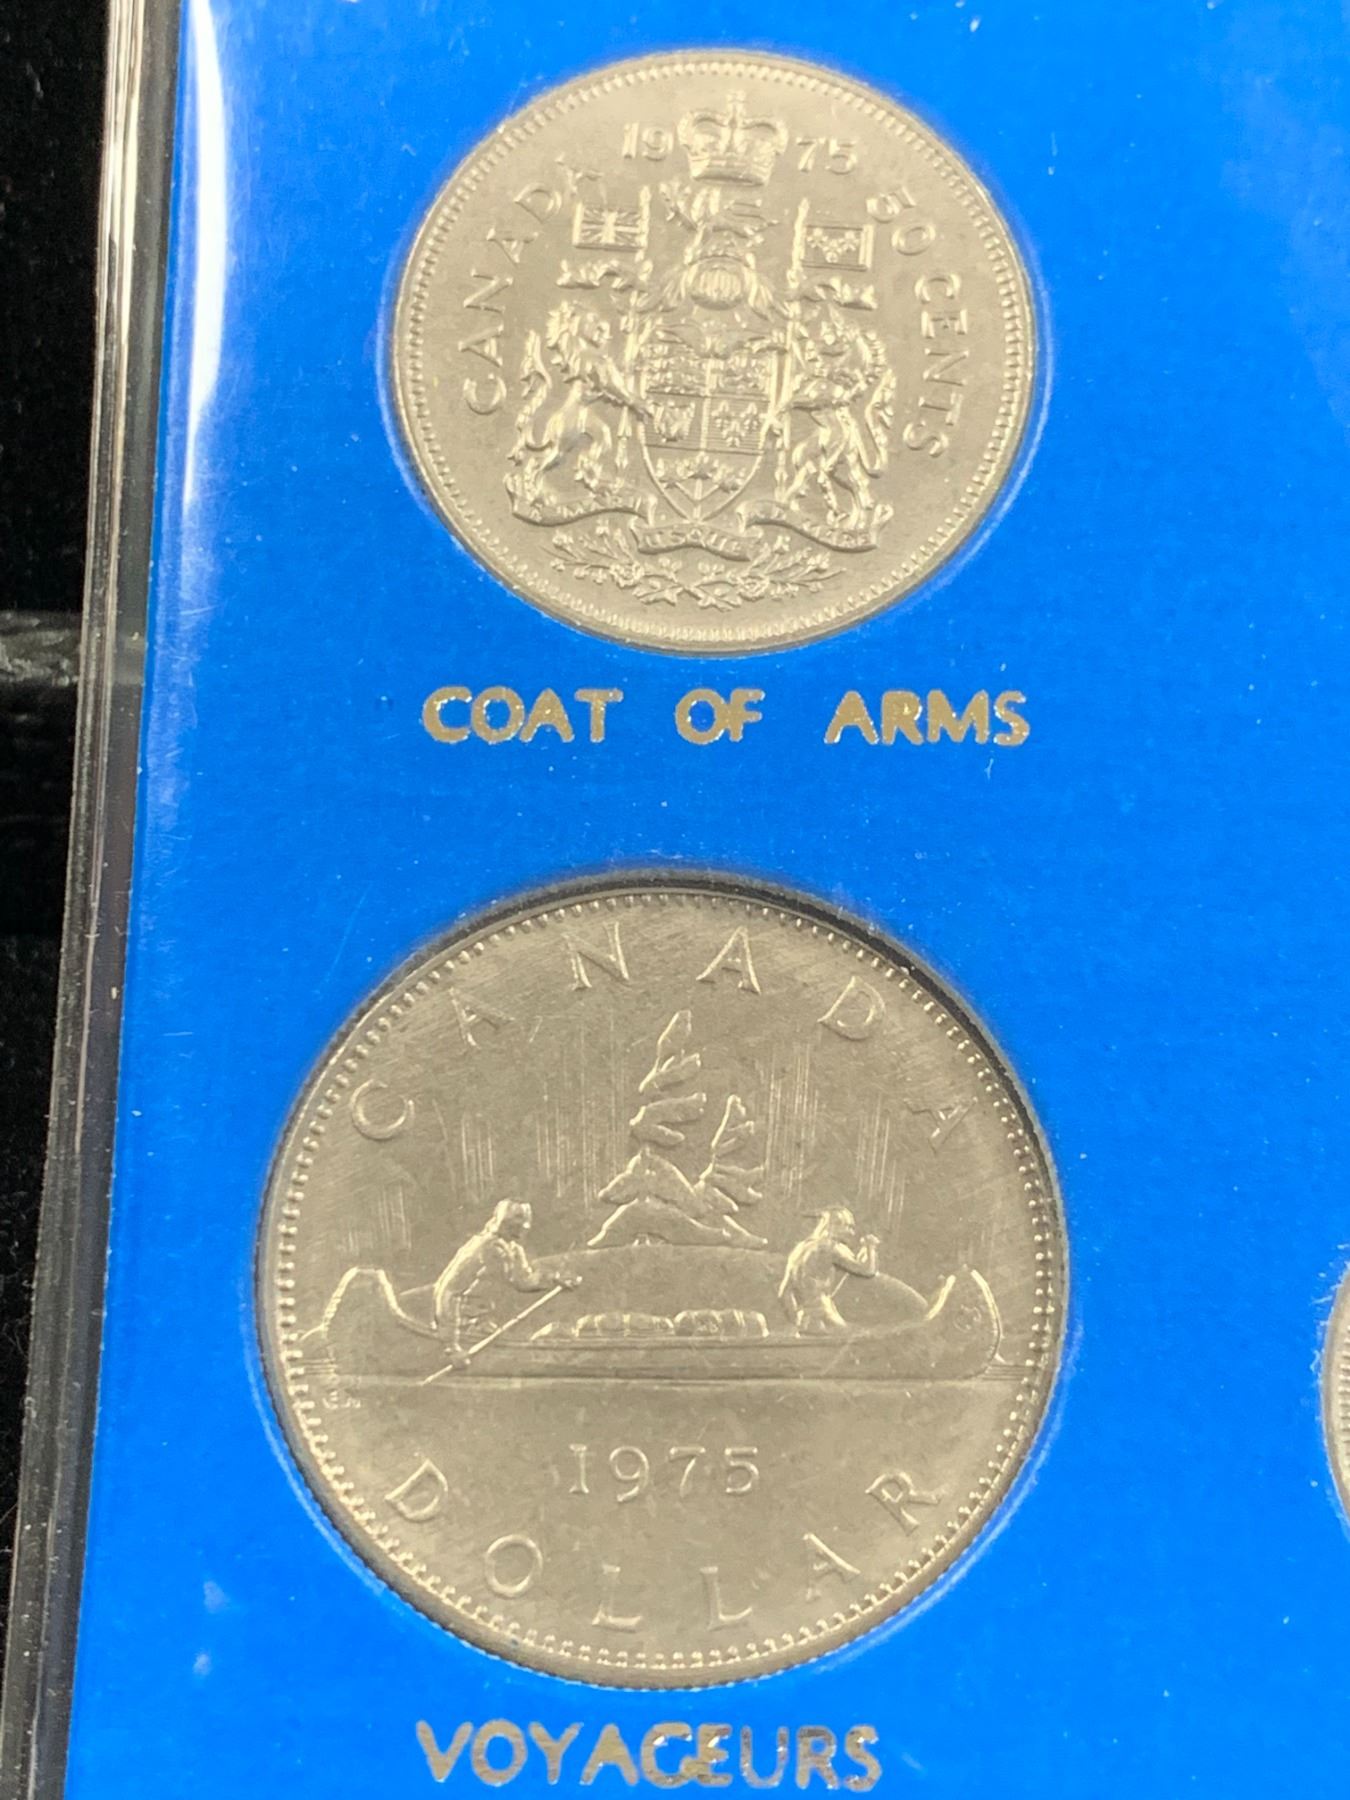 19 75
CANADA
50 CENTS
COAT OF ARMS
CANADA
1975
DOLLAR
VOYAGEURS